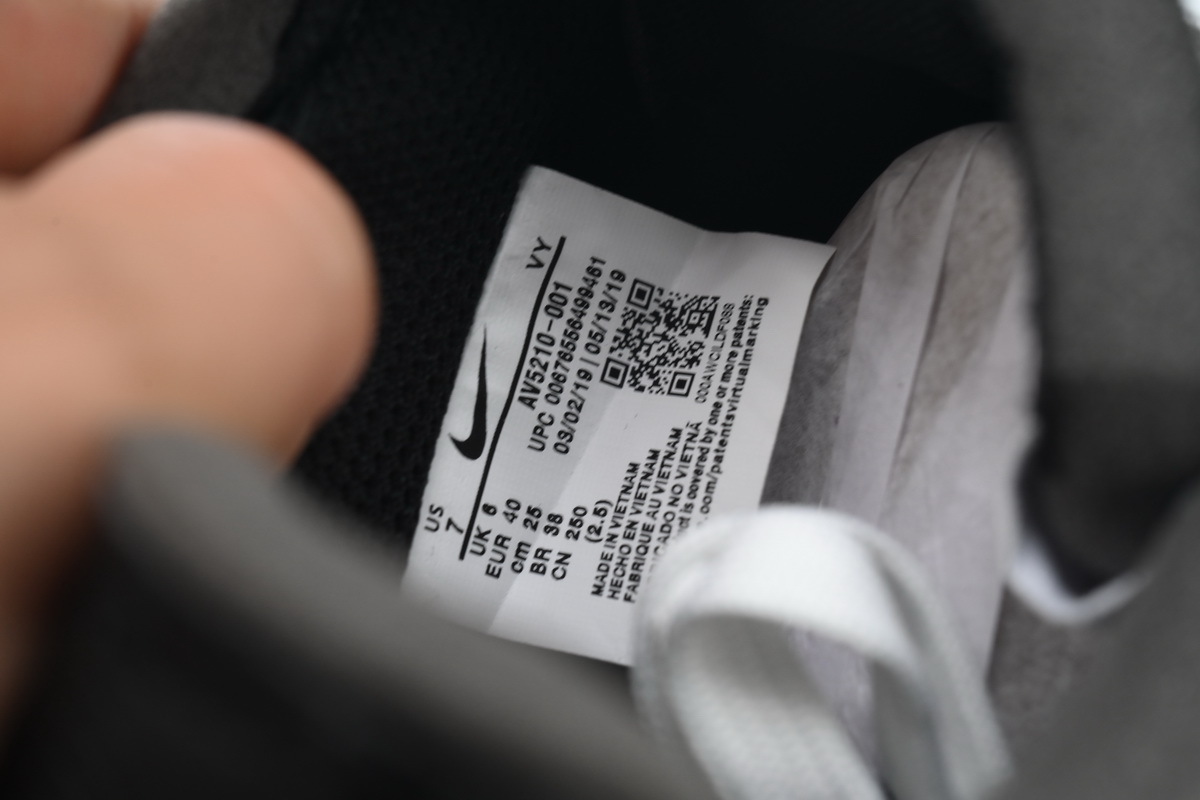 US
7
VY
UK 6
EUR 40
cm 25
BR 38
CN 250
(2.5)
AV5210-001
UPC 00676556499461
03/02/19 | 05/13/19
MADE IN VIETNAM
HECHO EN VIETNAM
FABRIQUE AU VIETNAM
NO VIETNÃ
is covered by one or more patents:
.com/patentsvirtualmarking